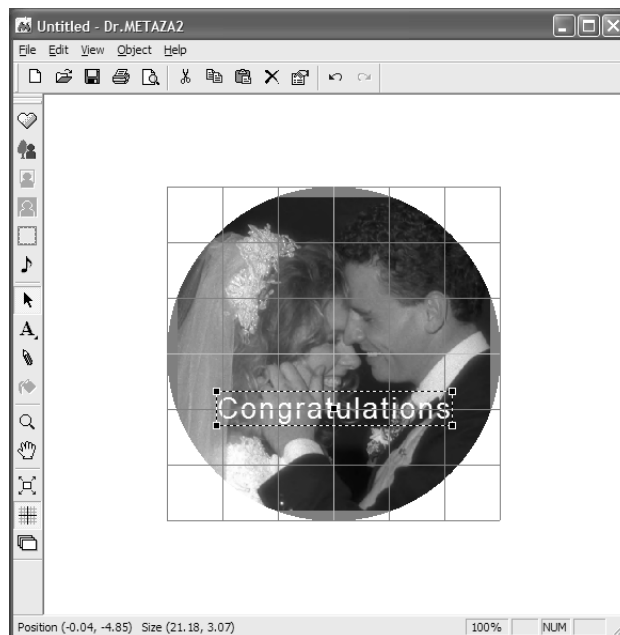 Untitled - Dr.METAZA2
File Edit View Object Help
A
Congratulations
Position (-0.04, -4.85) Size (21.18, 3.07) 100% NUM